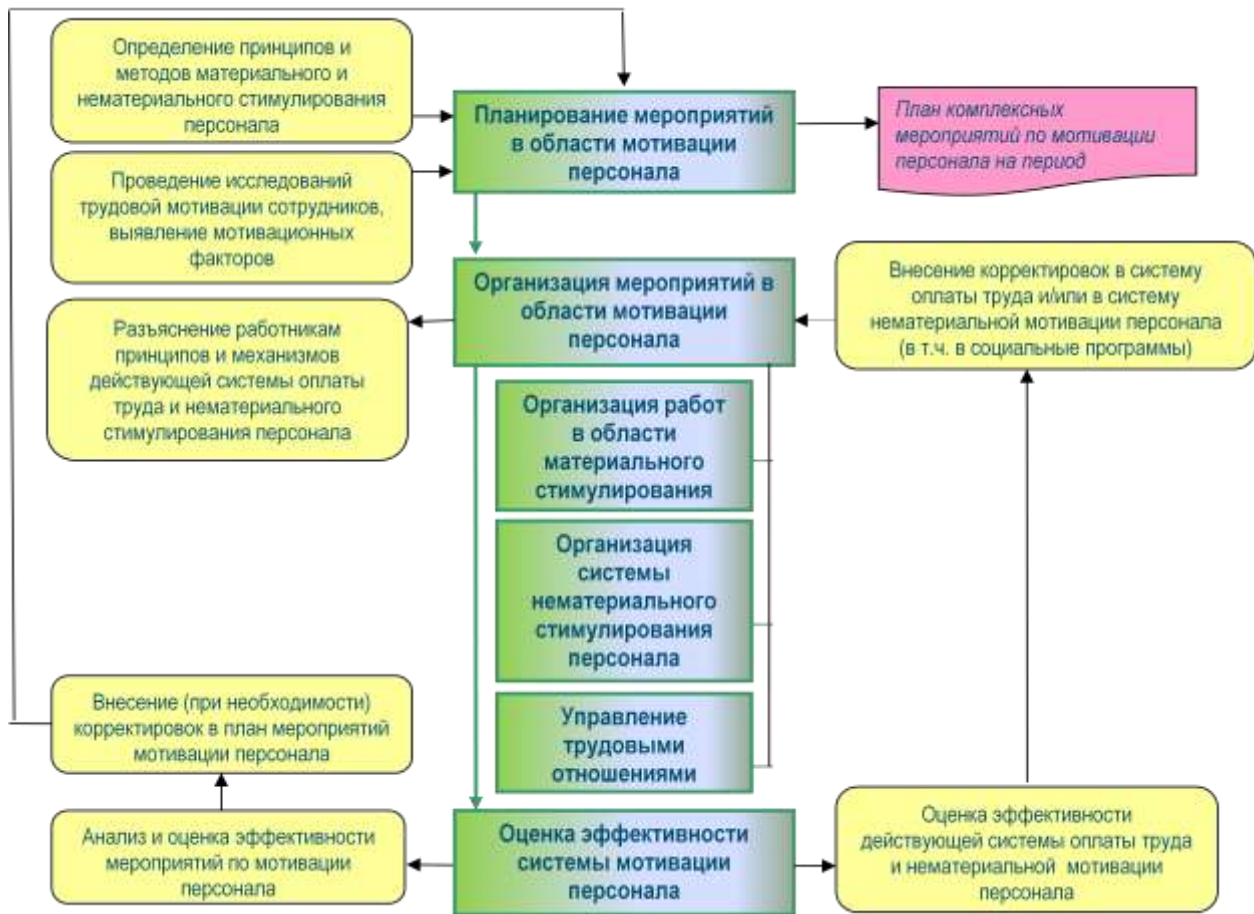 Определение принципов и
методов материального и
нематериального стимулирования
персонала
Планирование мероприятий
в области мотивации
персонала
План комплексных
мероприятий по мотивации
персонала на период
Проведение исследований
трудовой мотивации сотрудников,
выявление мотивационных
факторов
Организация мероприятий в
области мотивации
персонала
Внесение корректировок в систему
оплаты труда и/или в систему
нематериальной мотивации персонала
(в т.ч. в социальные программы)
Разъяснение работникам
принципов и механизмов
действующей системы оплаты
труда и нематериального
стимулирования персонала
Организация работ
в области
материального
стимулирования
Организация
системы
нематериального
стимулирования
персонала
Внесение (при необходимости)
корректировок в план мероприятий
мотивации персонала
Управление
трудовыми
отношениями
Анализ и оценка эффективности
мероприятий по мотивации
персонала
Оценка эффективности
системы мотивации
персонала
Оценка эффективности
действующей системы оплаты труда
и нематериальной мотивации
персонала